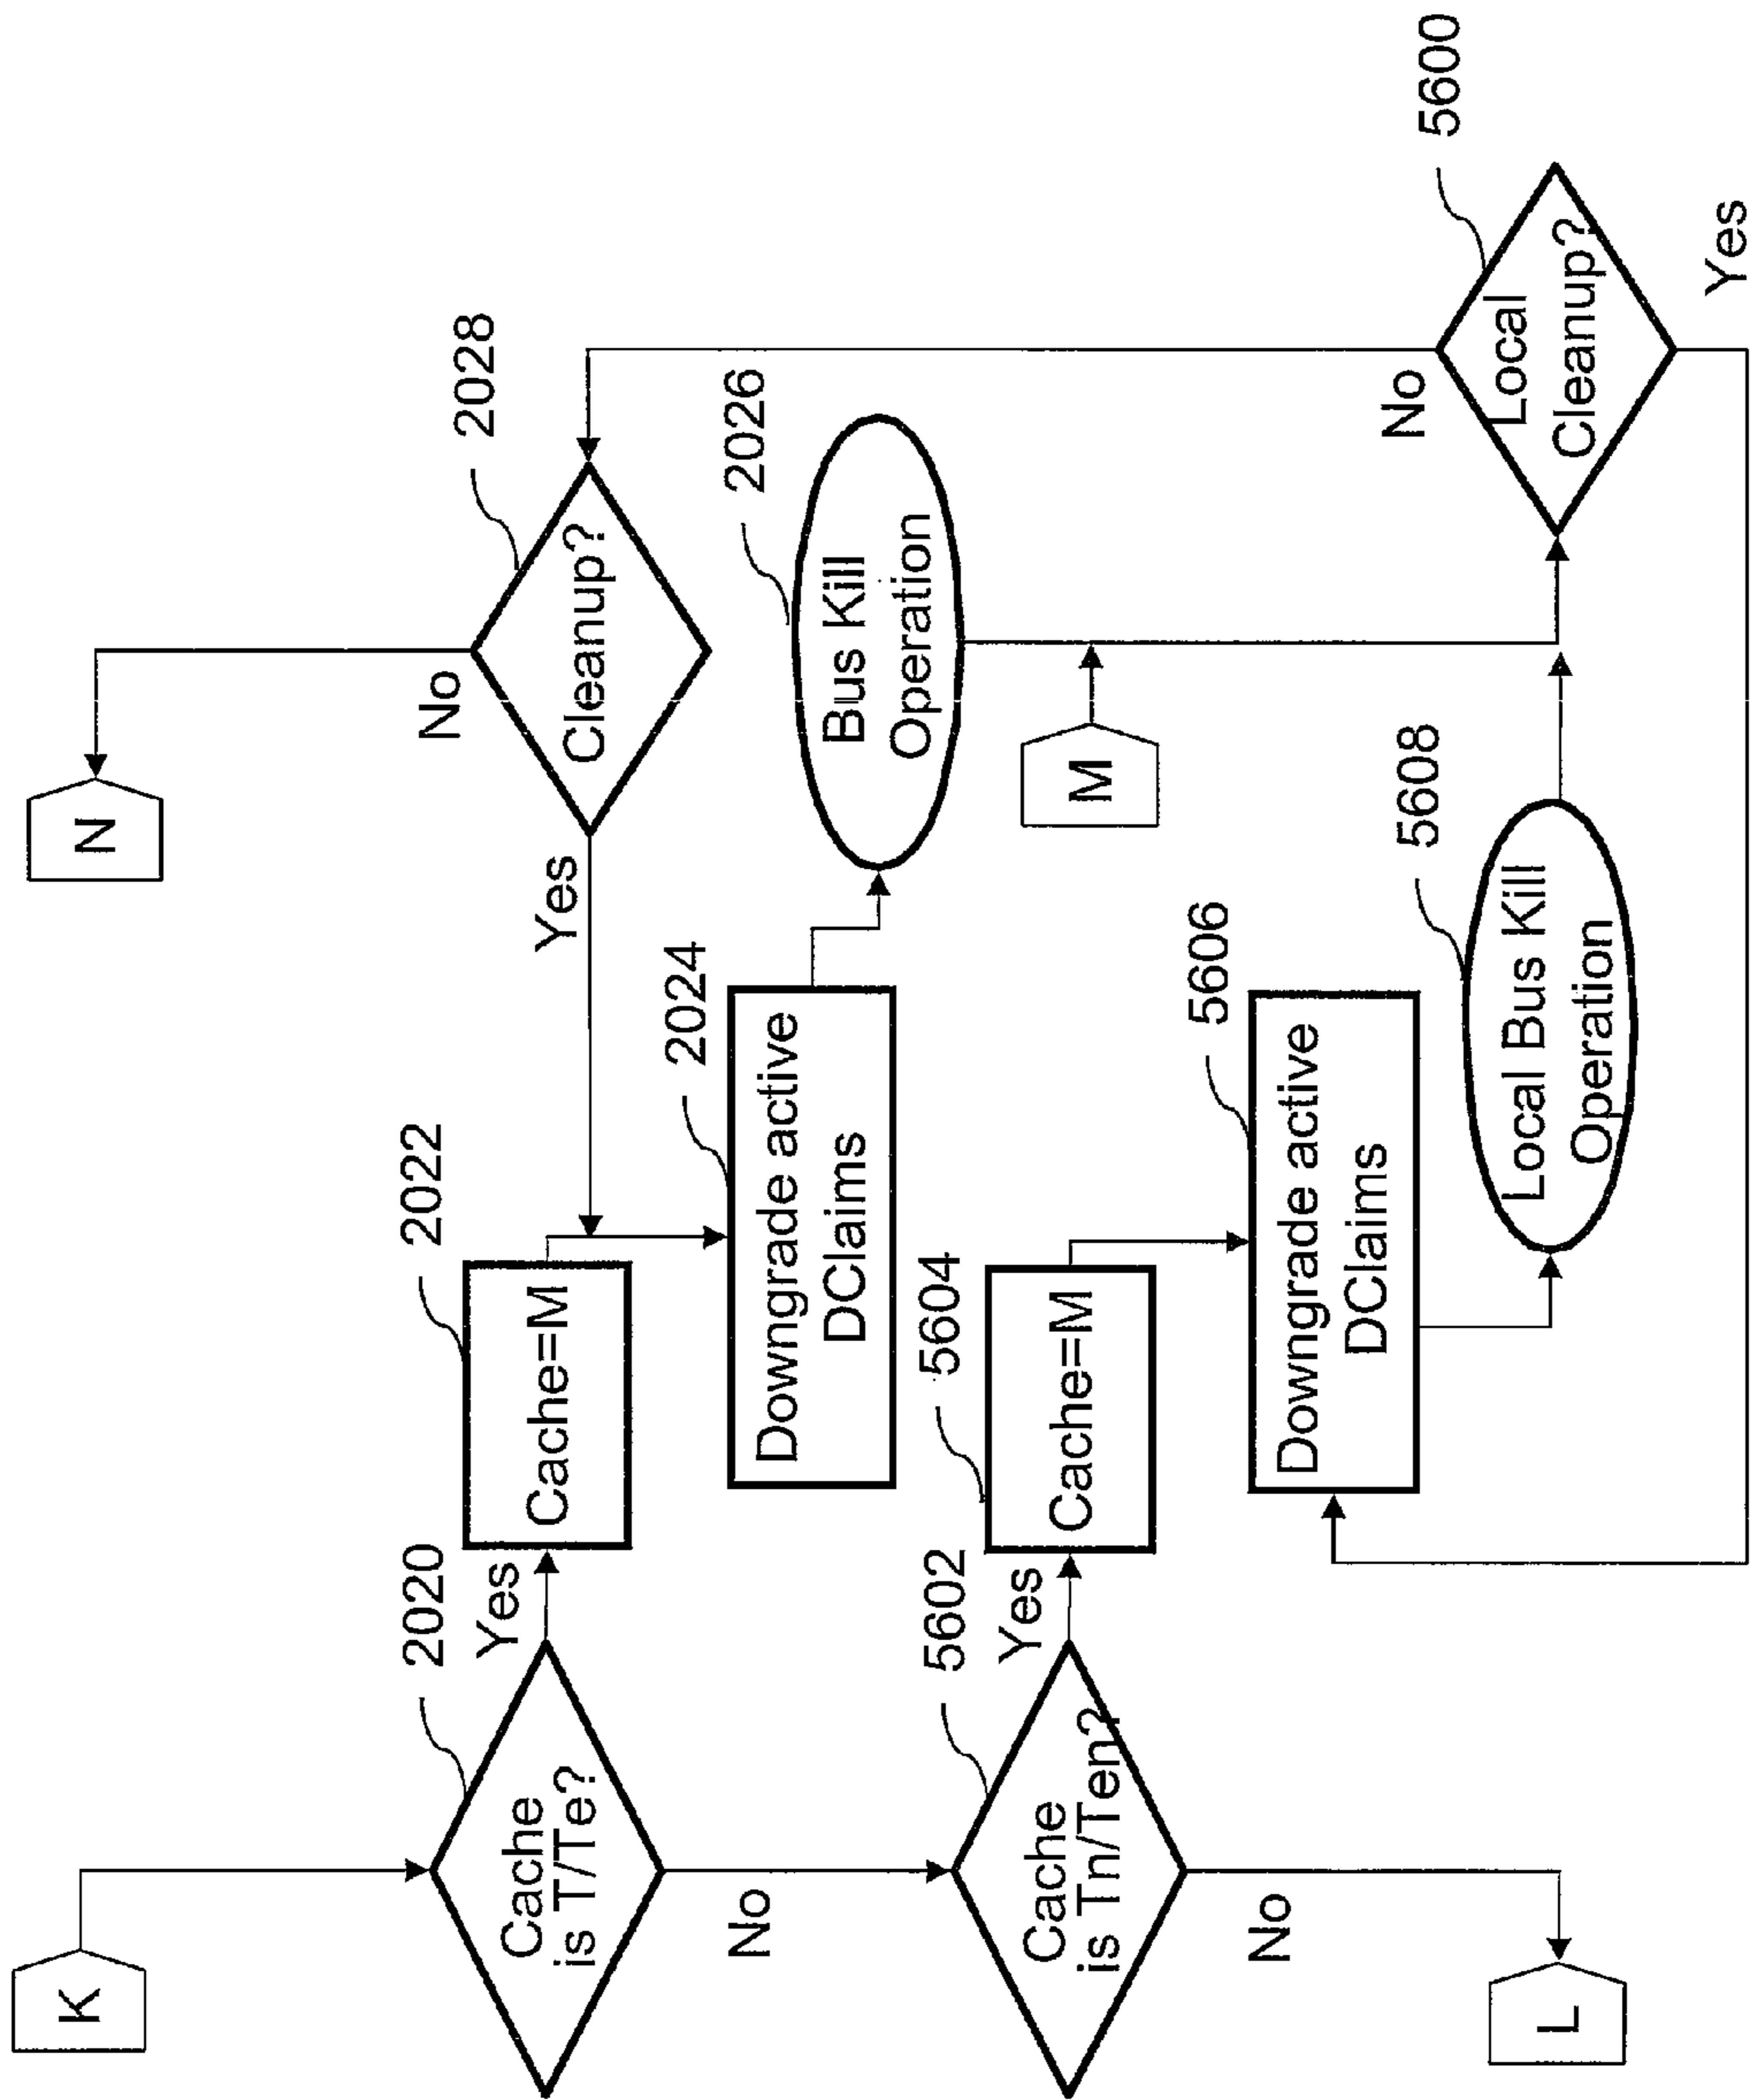 K
N
2020
2022
No
2028
Yes
Cache
is T/Te?
Cache=M
Yes
Cleanup?
No
2024
2026
Downgrade active
DClaims
Bus Kill
Operation
5602
5604
Yes
Cache
is Tn/Ten?
Cache=M
M
No
5606
Downgrade active
DClaims
5608
No
5600
Local Bus Kill
Operation
Local
Cleanup?
L
Yes